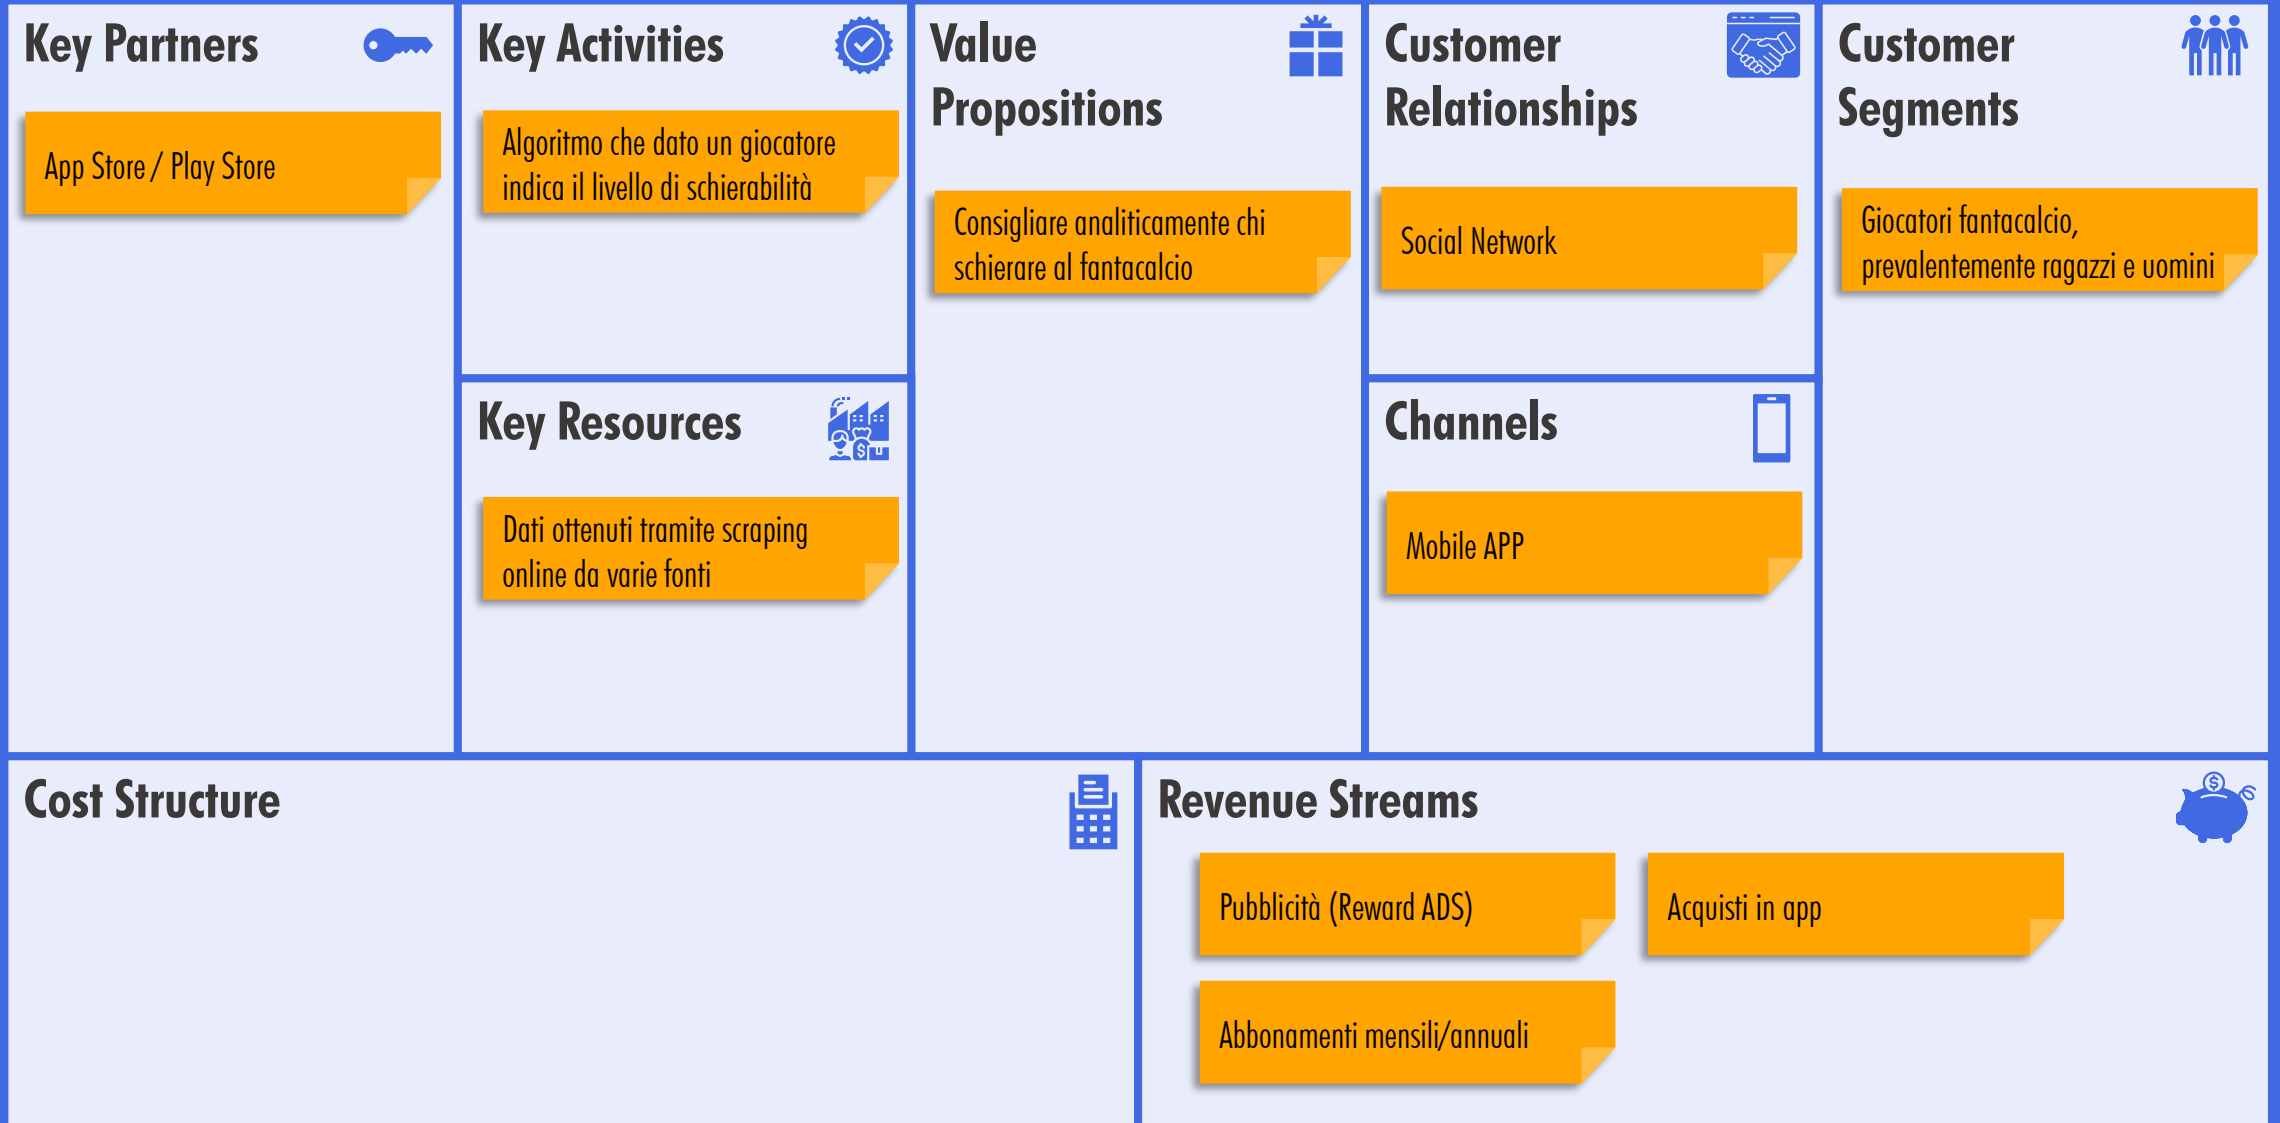 Key Partners
App Store / Play Store
Key Activities
Algoritmo che dato un giocatore
indica il livello di schierabilità
Key Resources
Dati ottenuti tramite scraping
online da varie fonti
Value
Propositions
Consigliare analiticamente chi
schierare al fantacalcio
Customer
Relationships
Social Network
Channels
Mobile APP
Customer
Segments
Giocatori fantacalcio,
prevalentemente ragazzi e uomini
Cost Structure
Revenue Streams
Pubblicità (Reward ADS)
Acquisti in app
Abbonamenti mensili/annuali